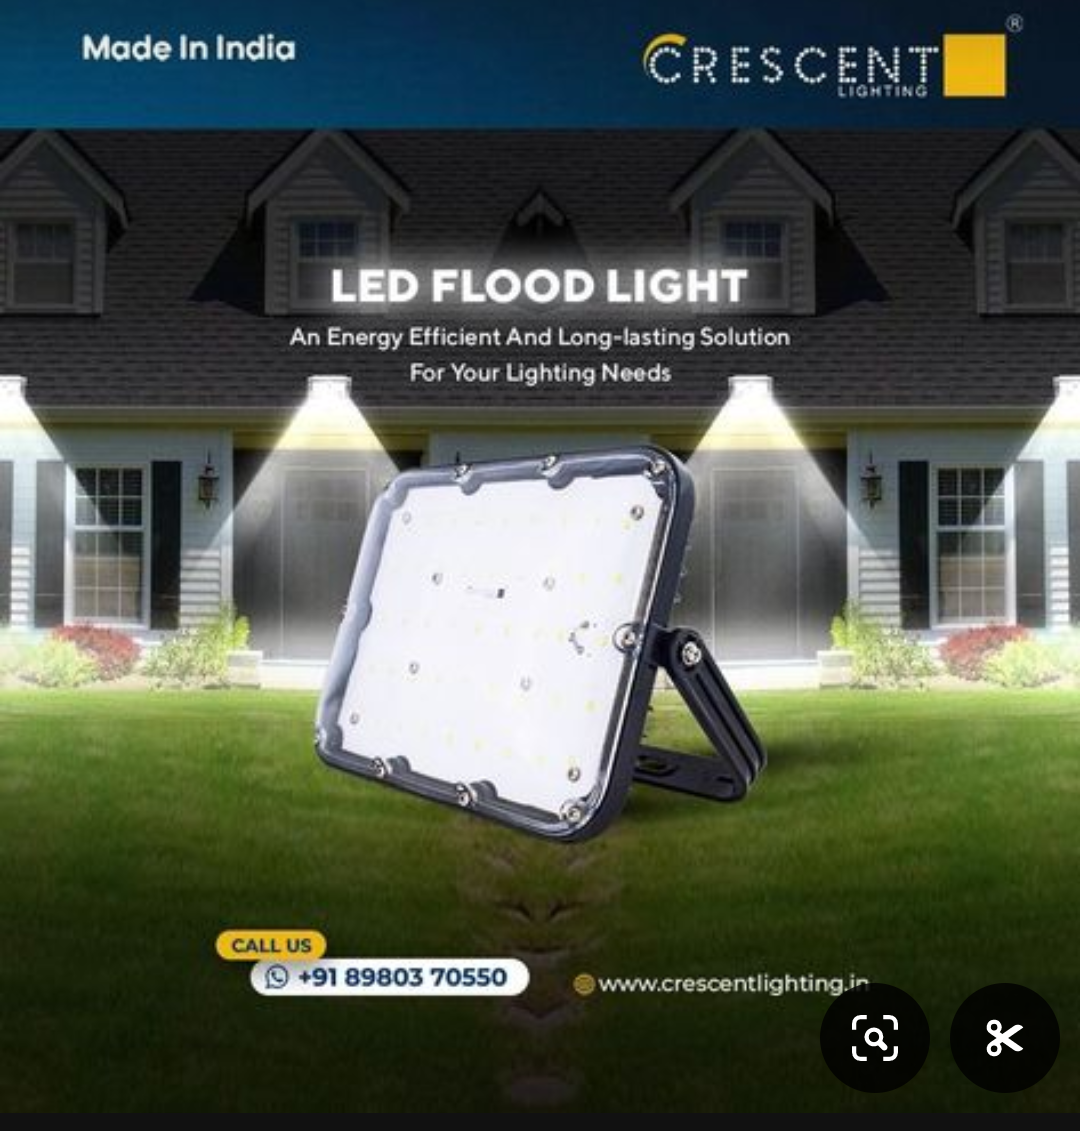 Made In India
CRESCENT
LIGHTING
®
LED FLOOD LIGHT
An Energy Efficient And Long-lasting Solution
For Your Lighting Needs
CALL US
+91 89803 70550
www.crescentlighting.in